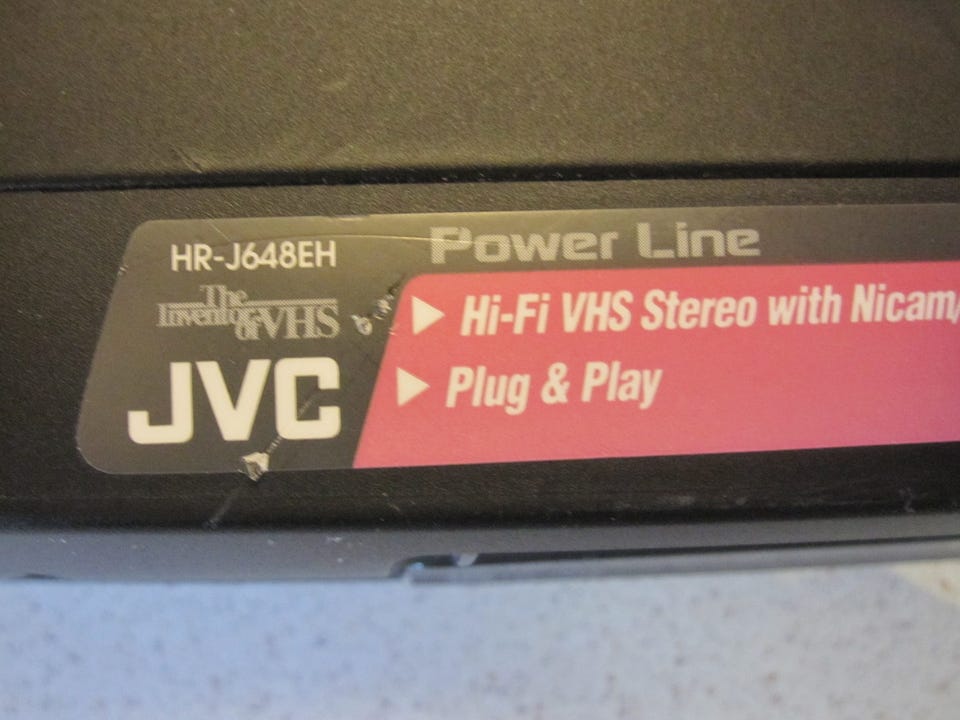 HR-J648EH
Power Line
The
Inventor
of VHS
JVC
Hi-Fi VHS Stereo with Nicam/
Plug & Play